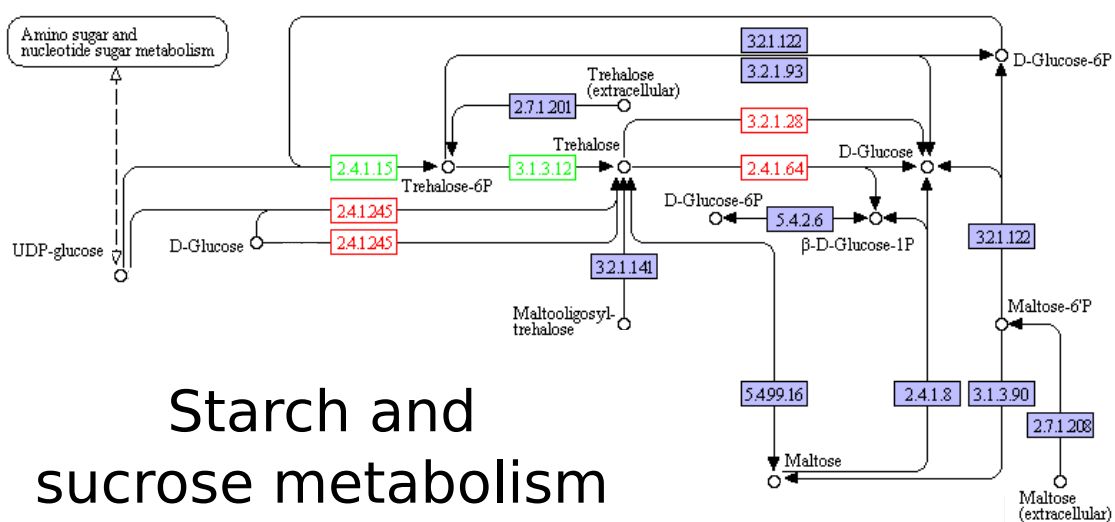 Amino sugar and
nucleotide sugar metabolism
3.2.1.122
D-Glucose-6P
3.2.1.93
Trehalose
(extracellular)
2.7.1.201
3.2.1.28
Trehalose
D-Glucose
2.4.1.15
3.1.3.12
2.4.1.64
Trehalose-6P
D-Glucose-6P
2.4.1.245
5.4.2.6
UDP-glucose
D-Glucose
2.4.1.245
β-D-Glucose-1P
3.2.1.122
3.2.1.141
Maltooligosyl-
trehalose
Maltose-6'P
5.4.99.16
2.4.1.8
3.1.3.90
Starch and
2.7.1.208
Maltose
sucrose metabolism
Maltose
(extracellular)